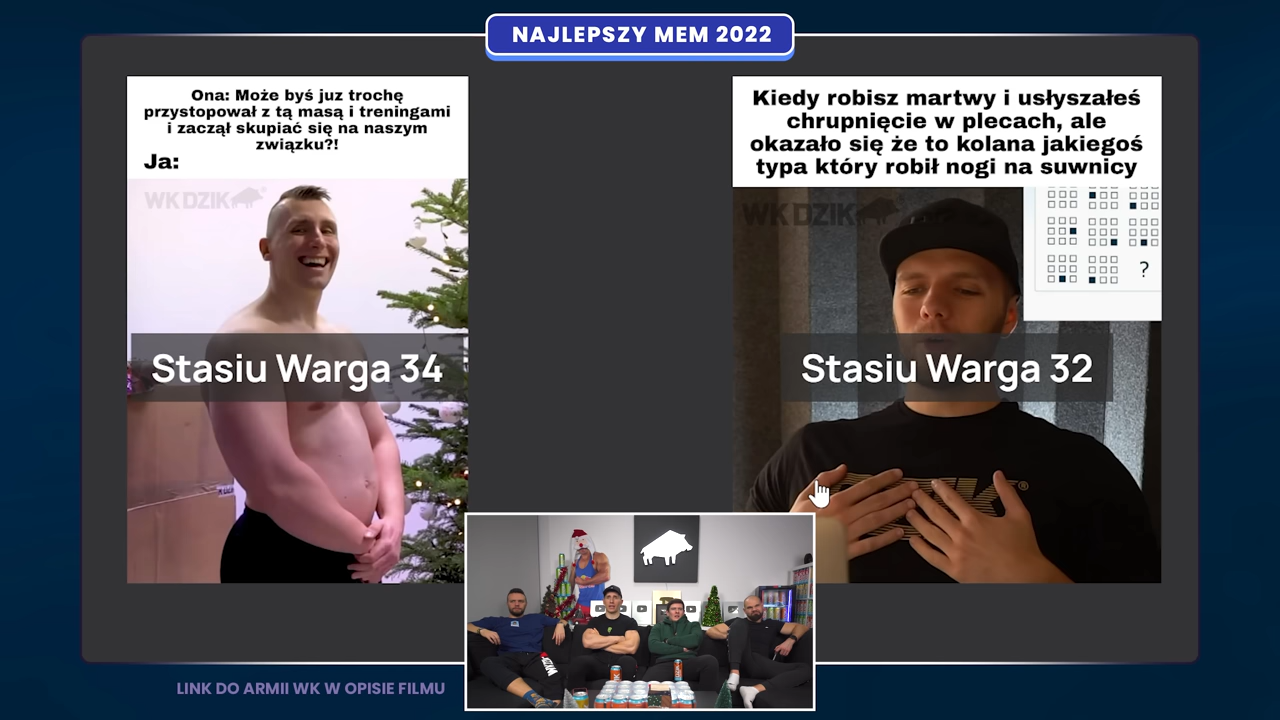 NAJLEPSZY MEM 2022
Ona: Może byś juz trochę
przystopował z tą masą i treningami
i zaczął skupiać się na naszym
związku?!
Ja:
WK DZIK
Stasiu Warga 34
Kiedy robisz martwy i usłyszałeś
chrupnięcie w plecach, ale
okazało się że to kolana jakiegoś
typa który robił nogi na suwnicy
WK DZIK
?
Stasiu Warga 32
LINK DO ARMII WK W OPISIE FILMU